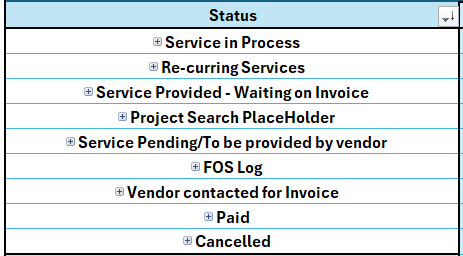 Status
Service in Process
Re-curring Services
Service Provided - Waiting on Invoice
Project Search PlaceHolder
Service Pending/To be provided by vendor
FOS Log
Vendor contacted for Invoice
Paid
Cancelled